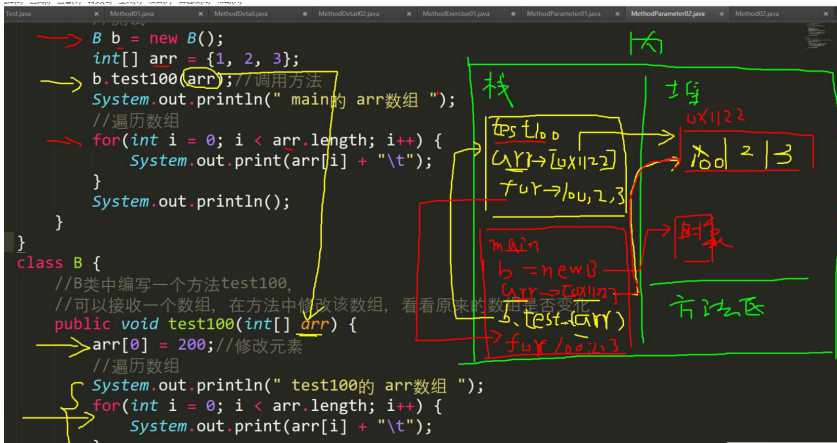 Test.java
Method01.java
MethodDetail.java
MethodDetail02.java
MethodExercise01.java
MethodParameter01.java
MethodParameter02.java
Method02.java
B b = new B();
int[] arr = {1, 2, 3};
b.test100(arr);//调用方法
System.out.println(" main的 arr数组 ");
//遍历数组
for(int i = 0; i < arr.length; i++) {
System.out.print(arr[i] + "\t");
}
System.out.println();
}
}
class B {
//B类中编写一个方法test100,
//可以接收一个数组, 在方法中修改该数组, 看看原来的数组是否变化
public void test100(int[] arr) {
arr[0] = 200;//修改元素
//遍历数组
System.out.println(" test100的 arr数组 ");
for(int i = 0; i < arr.length; i++) {
System.out.print(arr[i] + "\t");
栈
test100
arr→[0x1122]
for→100,2,3
main
b =new B
arr→[0x1122]
b.test.(arr)
for 100,2,3
堆
0x1122
2 | 3
方法区